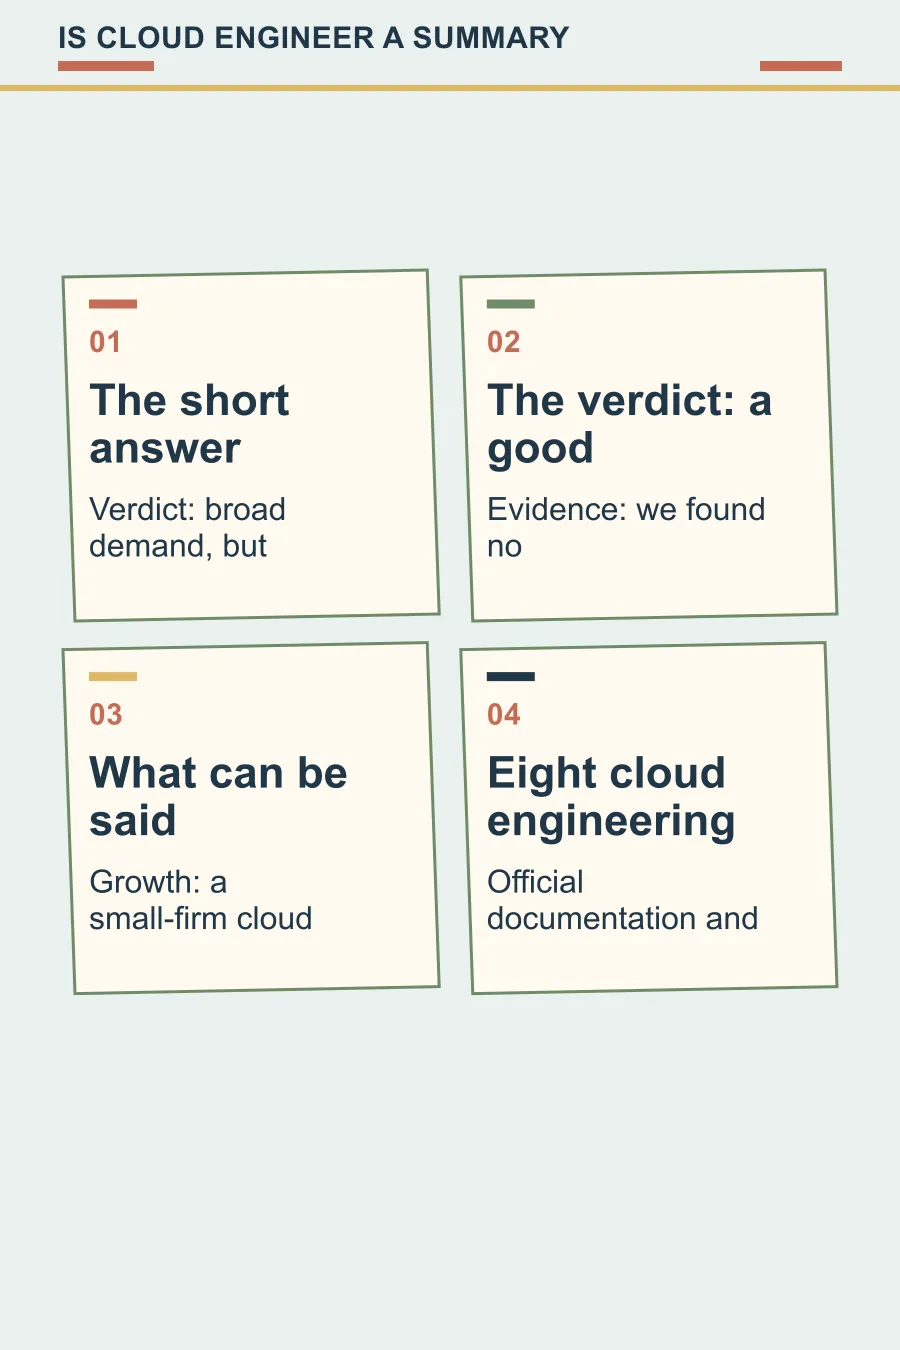 IS CLOUD ENGINEER A SUMMARY
01
The short
answer
Verdict: broad
demand, but
02
The verdict: a
good
Evidence: we found
no
03
What can be
said
Growth: a
small-firm cloud
04
Eight cloud
engineering
Official
documentation and